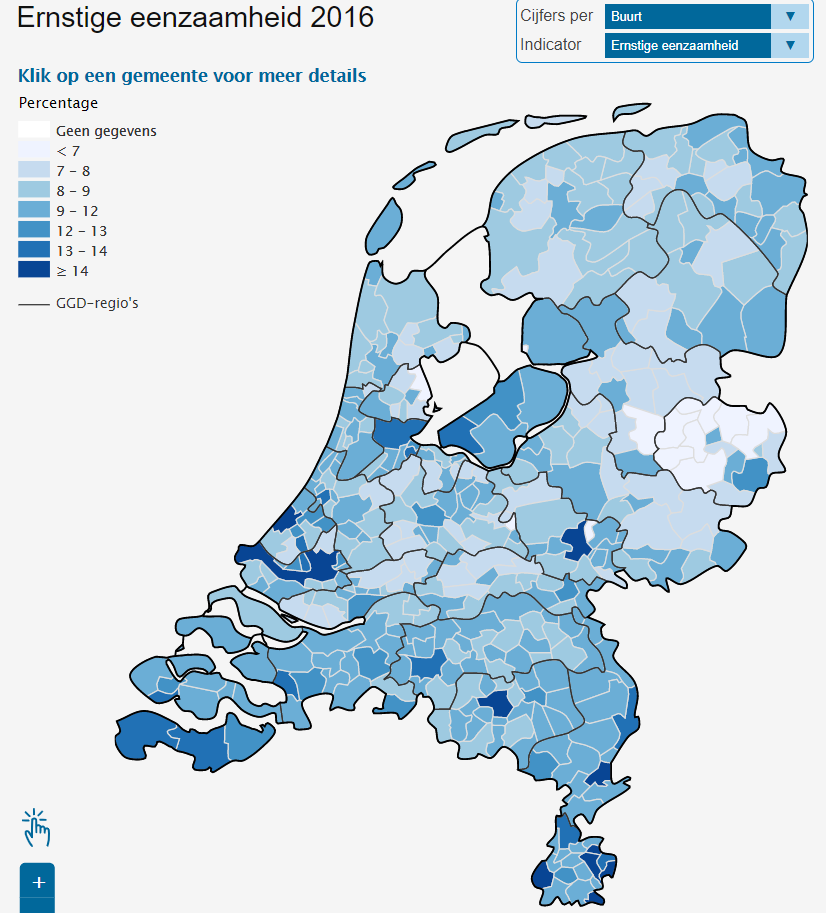 Ernstige eenzaamheid 2016
Cijfers per Buurt ▼
Indicator Ernstige eenzaamheid ▼
Klik op een gemeente voor meer details
Percentage
Geen gegevens
< 7
7 - 8
8 - 9
9 - 12
12 - 13
13 - 14
≥ 14
GGD-regio's
+